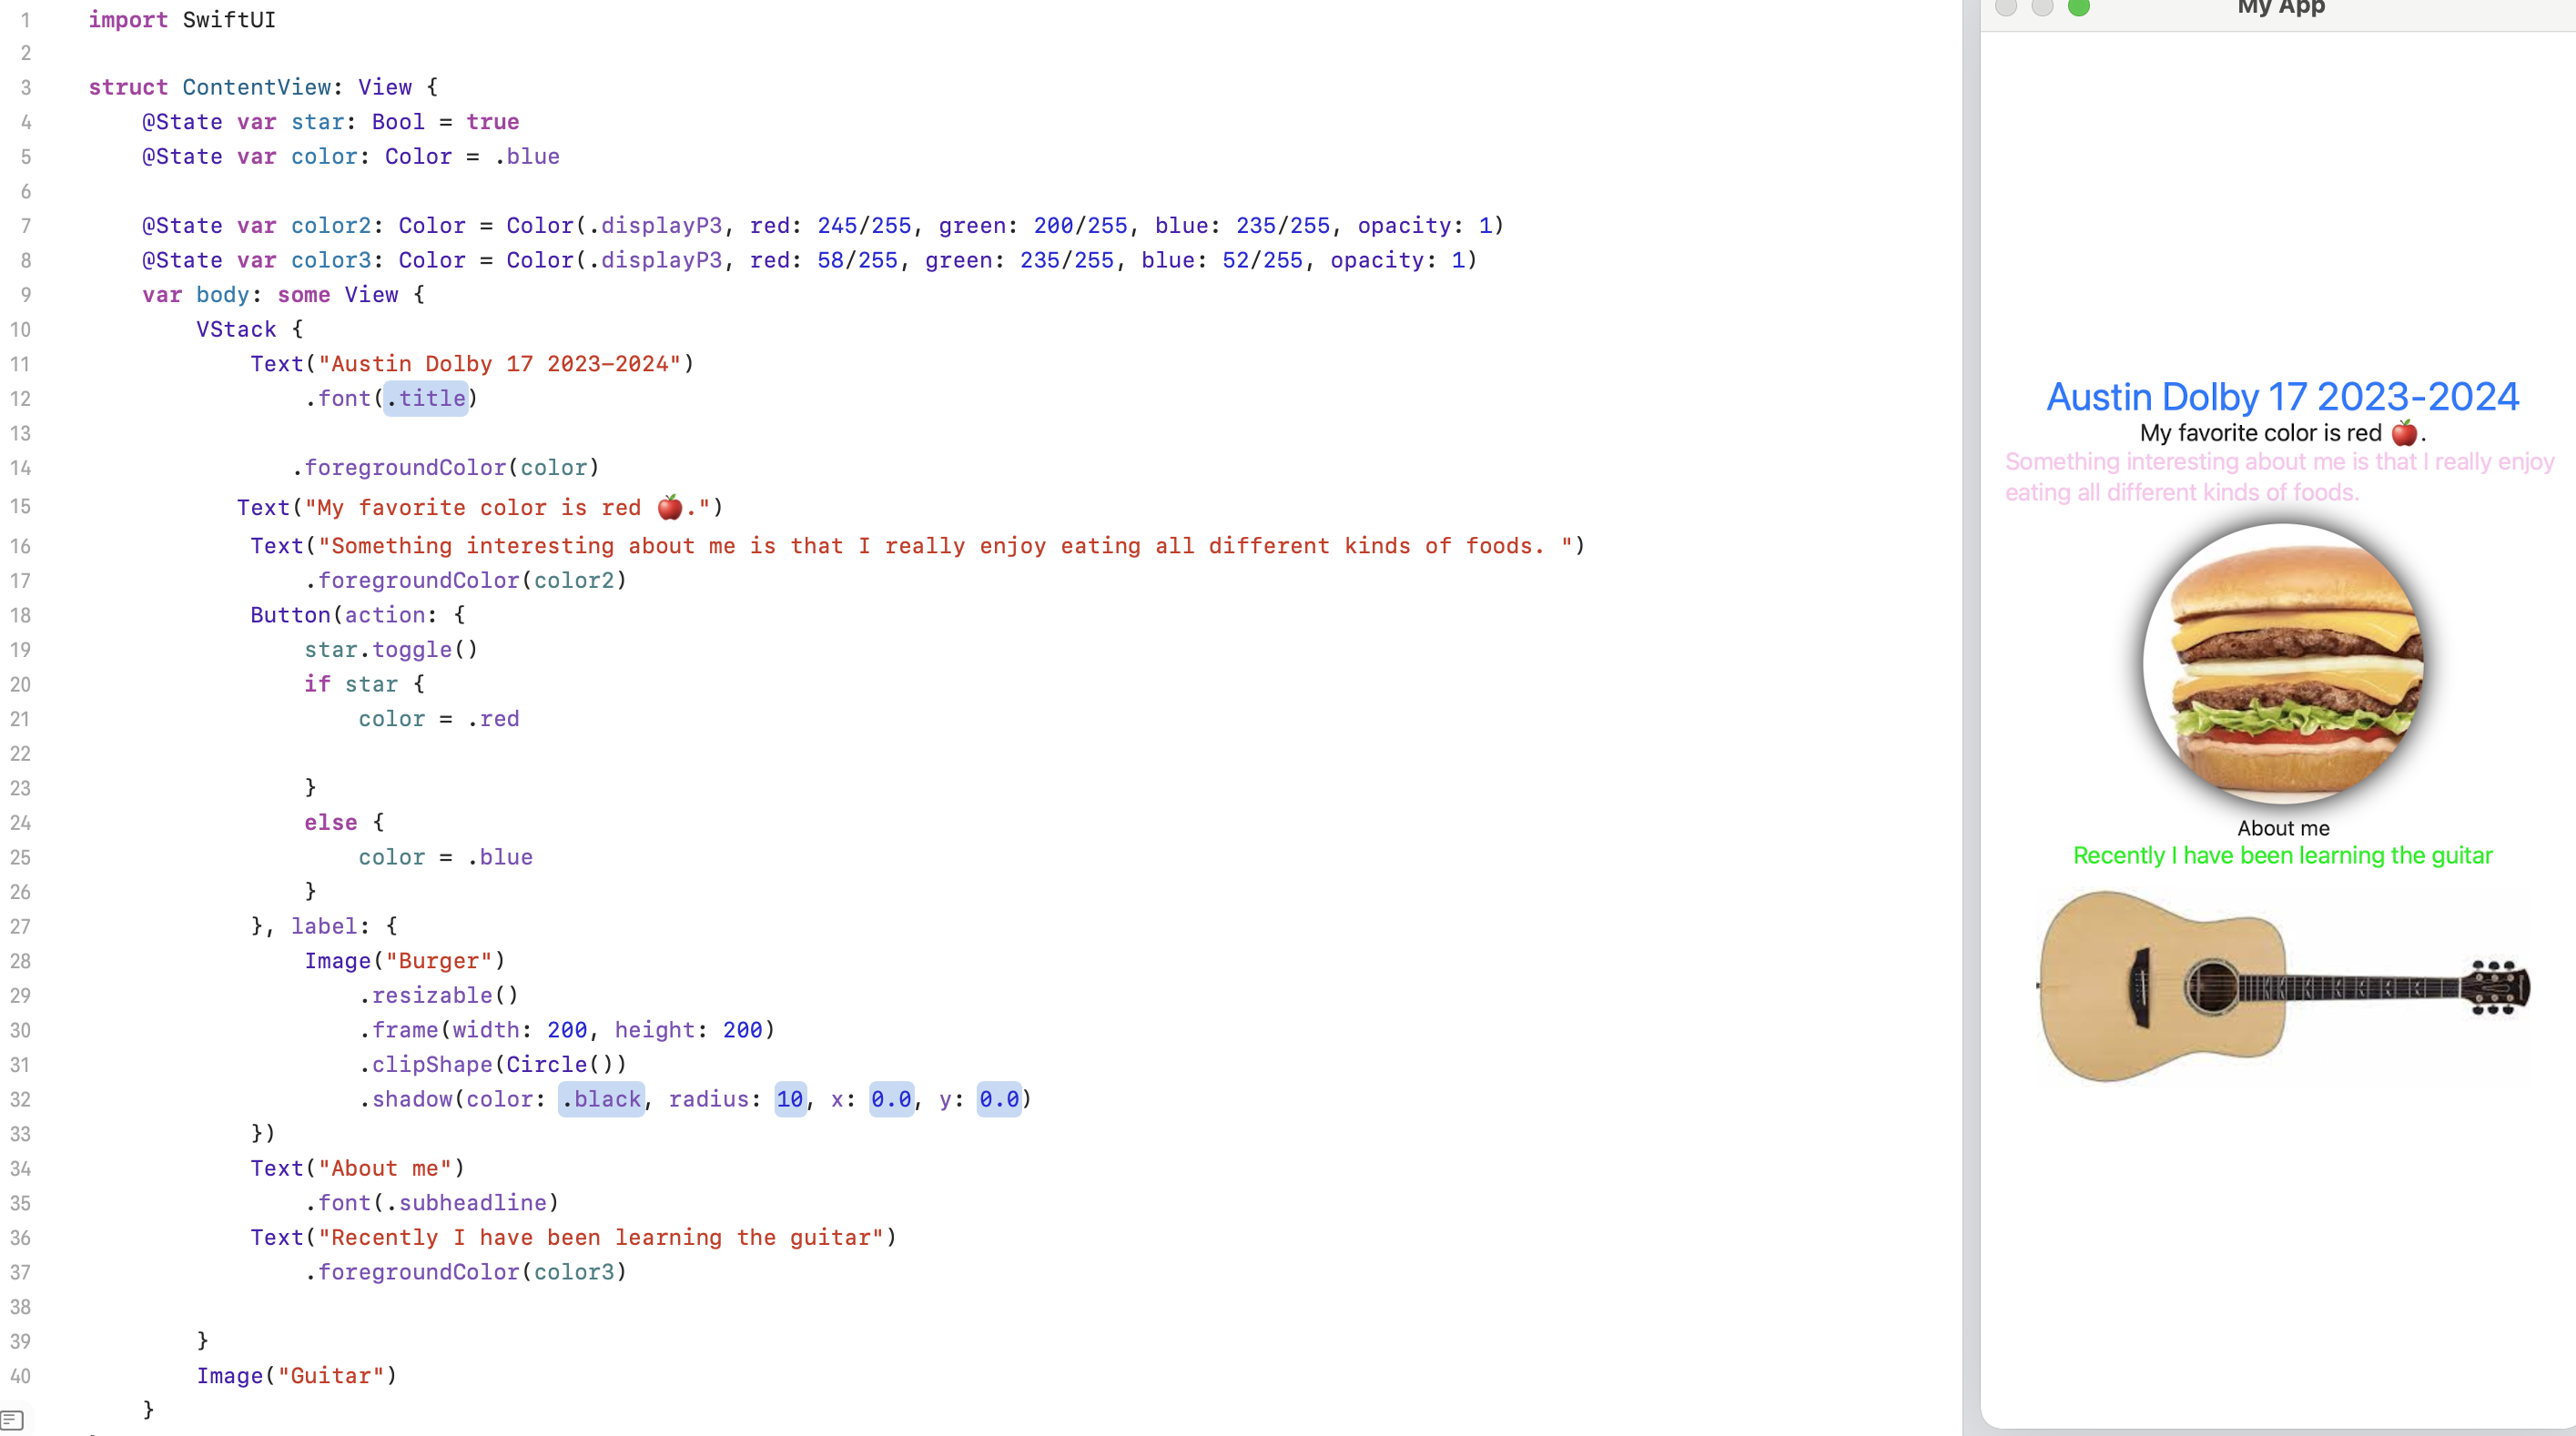 1 import SwiftUI
2
3 struct ContentView: View {
4 @State var star: Bool = true
5 @State var color: Color = .blue
6
7 @State var color2: Color = Color(.displayP3, red: 245/255, green: 200/255, blue: 235/255, opacity: 1)
8 @State var color3: Color = Color(.displayP3, red: 58/255, green: 235/255, blue: 52/255, opacity: 1)
9 var body: some View {
10 VStack {
11 Text("Austin Dolby 17 2023-2024")
12 .font(.title)
13
14 .foregroundColor(color)
15 Text("My favorite color is red 🍎.")
16 Text("Something interesting about me is that I really enjoy eating all different kinds of foods. ")
17 .foregroundColor(color2)
18 Button(action: {
19 star.toggle()
20 if star {
21 color = .red
22
23 }
24 else {
25 color = .blue
26 }
27 }, label: {
28 Image("Burger")
29 .resizable()
30 .frame(width: 200, height: 200)
31 .clipShape(Circle())
32 .shadow(color: .black, radius: 10, x: 0.0, y: 0.0)
33 })
34 Text("About me")
35 .font(.subheadline)
36 Text("Recently I have been learning the guitar")
37 .foregroundColor(color3)
38
39 }
40 Image("Guitar")
}
My App
Austin Dolby 17 2023-2024
My favorite color is red 🍎.
Something interesting about me is that I really enjoy
eating all different kinds of foods.
About me
Recently I have been learning the guitar